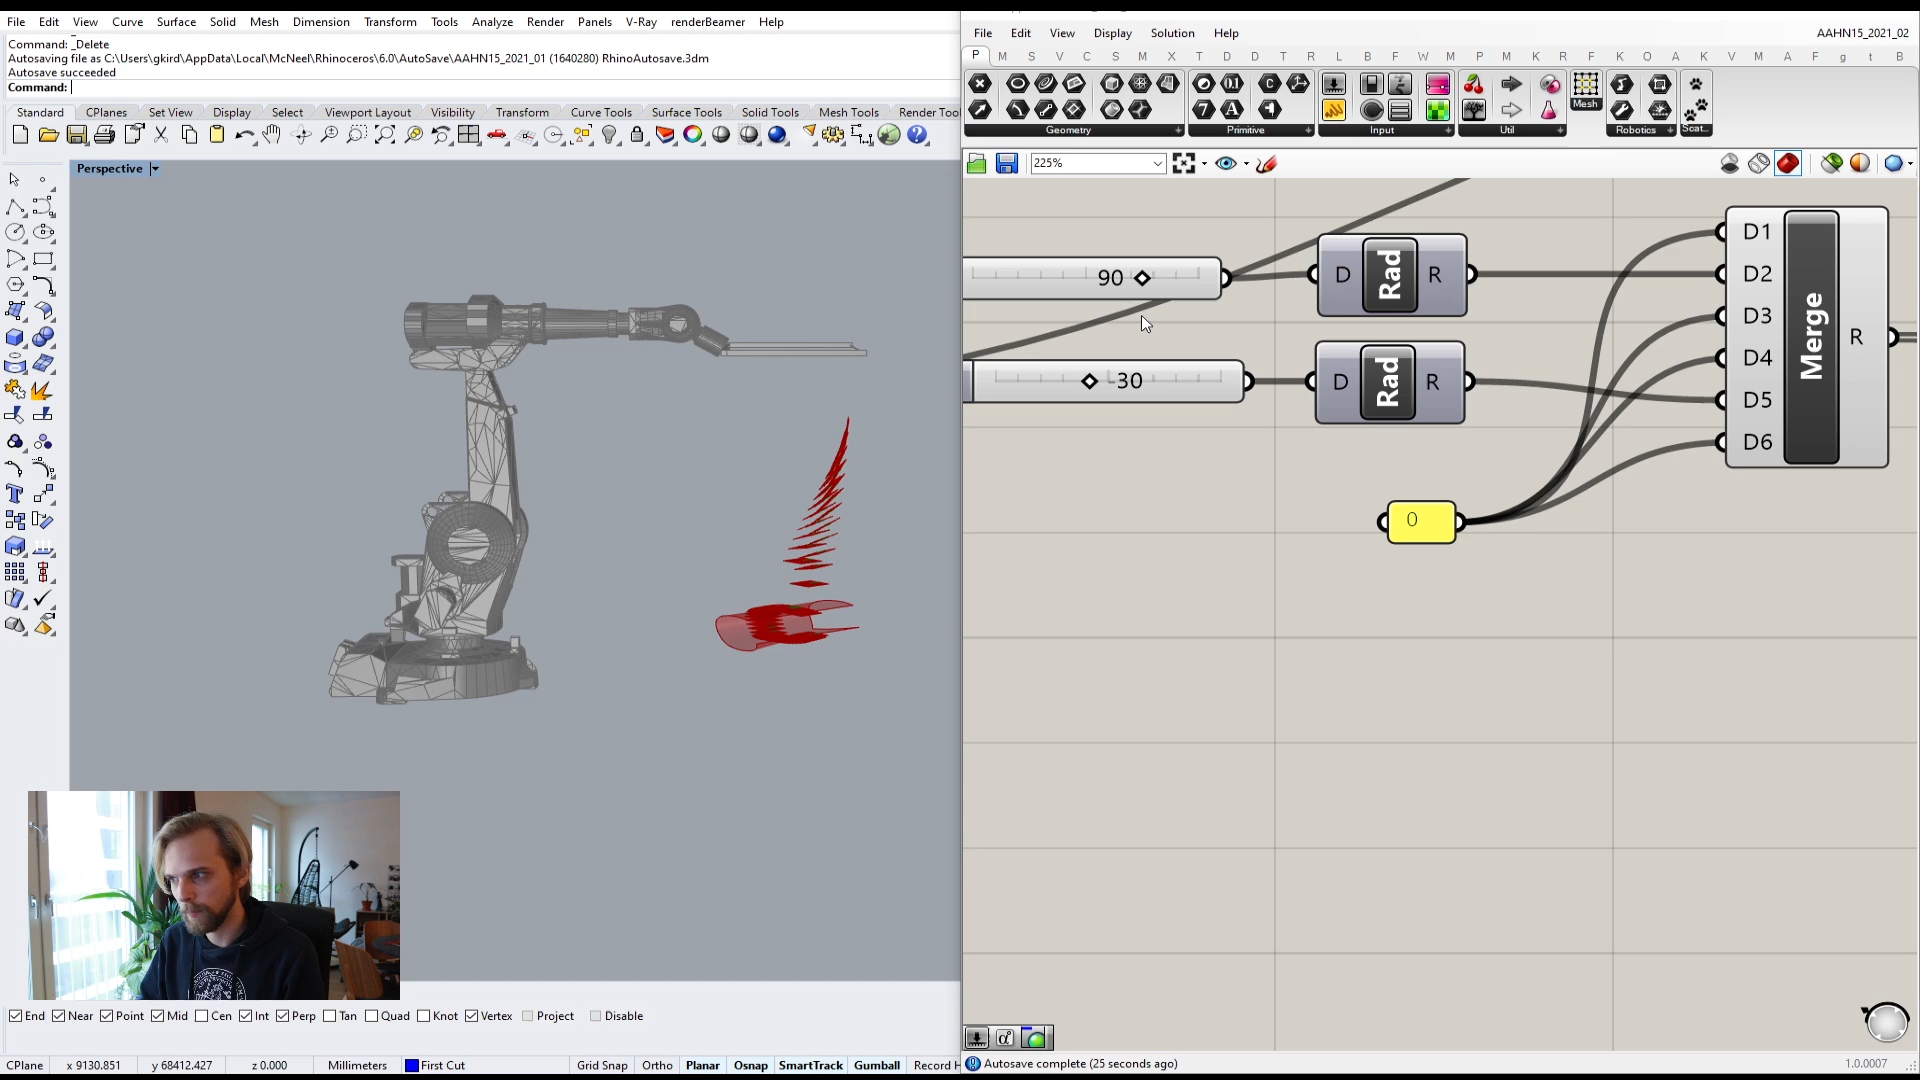 File Edit View Curve Surface Solid Mesh Dimension Transform Tools Analyze Render Panels V-Ray renderBeamer Help
Command: _Delete
Autosaving file as C:\Users\gkird\AppData\Local\McNeel\Rhinoceros\6.0\AutoSave\AAHN15_2021_01 (1640280) RhinoAutosave.3dm
Autosave succeeded
Command:
Standard CPlanes Set View Display Select Viewport Layout Visibility Transform Curve Tools Surface Tools Solid Tools Mesh Tools Render Tool
Perspective
End Near Point Mid Cen Int Perp Tan Quad Knot Vertex Project Disable
CPlane x 9130.851 y 68412.427 z 0.000 Millimeters First Cut Grid Snap Ortho Planar Osnap SmartTrack Gumball Record H
File Edit View Display Solution Help AAHN15_2021_02
P M S V C S M X T D D R L B F L W M P M S T F R K O A K V M A F g t B
Mesh
Geometry Primitive Input Util Robotics Scat...
225%
90
D Rad R
-30
D Rad R
0
D1
D2
D3
D4
D5
D6
Merge
R
Autosave complete (25 seconds ago) 1.0.0007